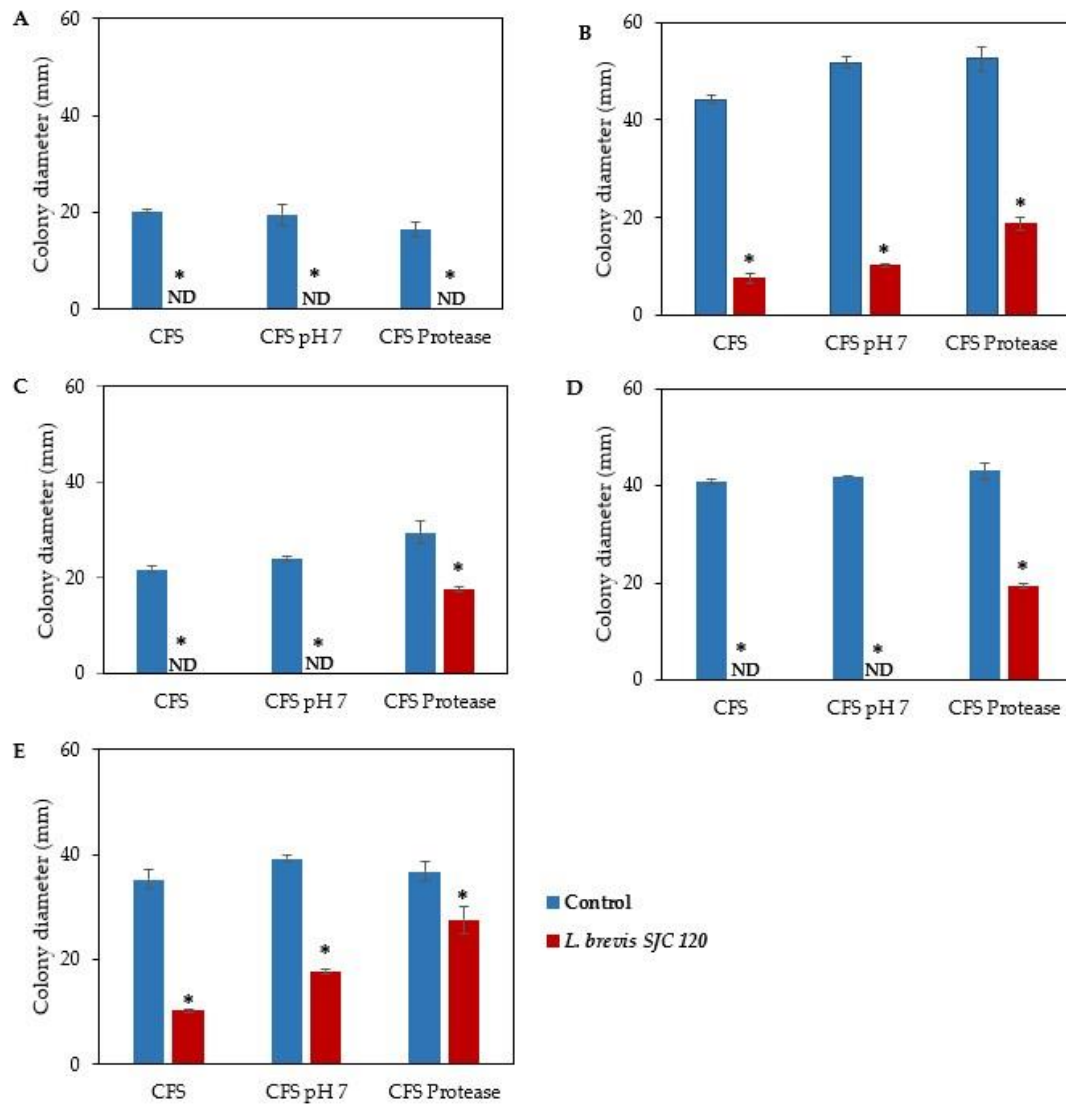 A
Colony diameter (mm)
60
40
20
0
*
ND
*
ND
*
ND
CFS
CFS pH 7
CFS Protease
B
Colony diameter (mm)
60
40
20
0
*
*
*
CFS
CFS pH 7
CFS Protease
C
Colony diameter (mm)
60
40
20
0
*
ND
*
ND
*
CFS
CFS pH 7
CFS Protease
D
Colony diameter (mm)
60
40
20
0
*
ND
*
ND
*
CFS
CFS pH 7
CFS Protease
E
Colony diameter (mm)
60
40
20
0
*
*
*
CFS
CFS pH 7
CFS Protease
Control
L. brevis SJC 120